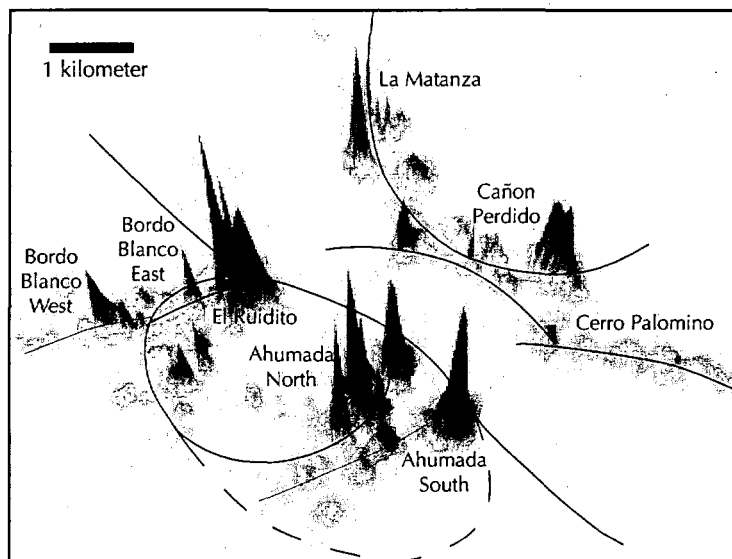 1 kilometer
La Matanza
Cañon
Perdido
Bordo
Blanco
East
Bordo
Blanco
West
El Ruidito
Cerro Palomino
Ahumada
North
Ahumada
South